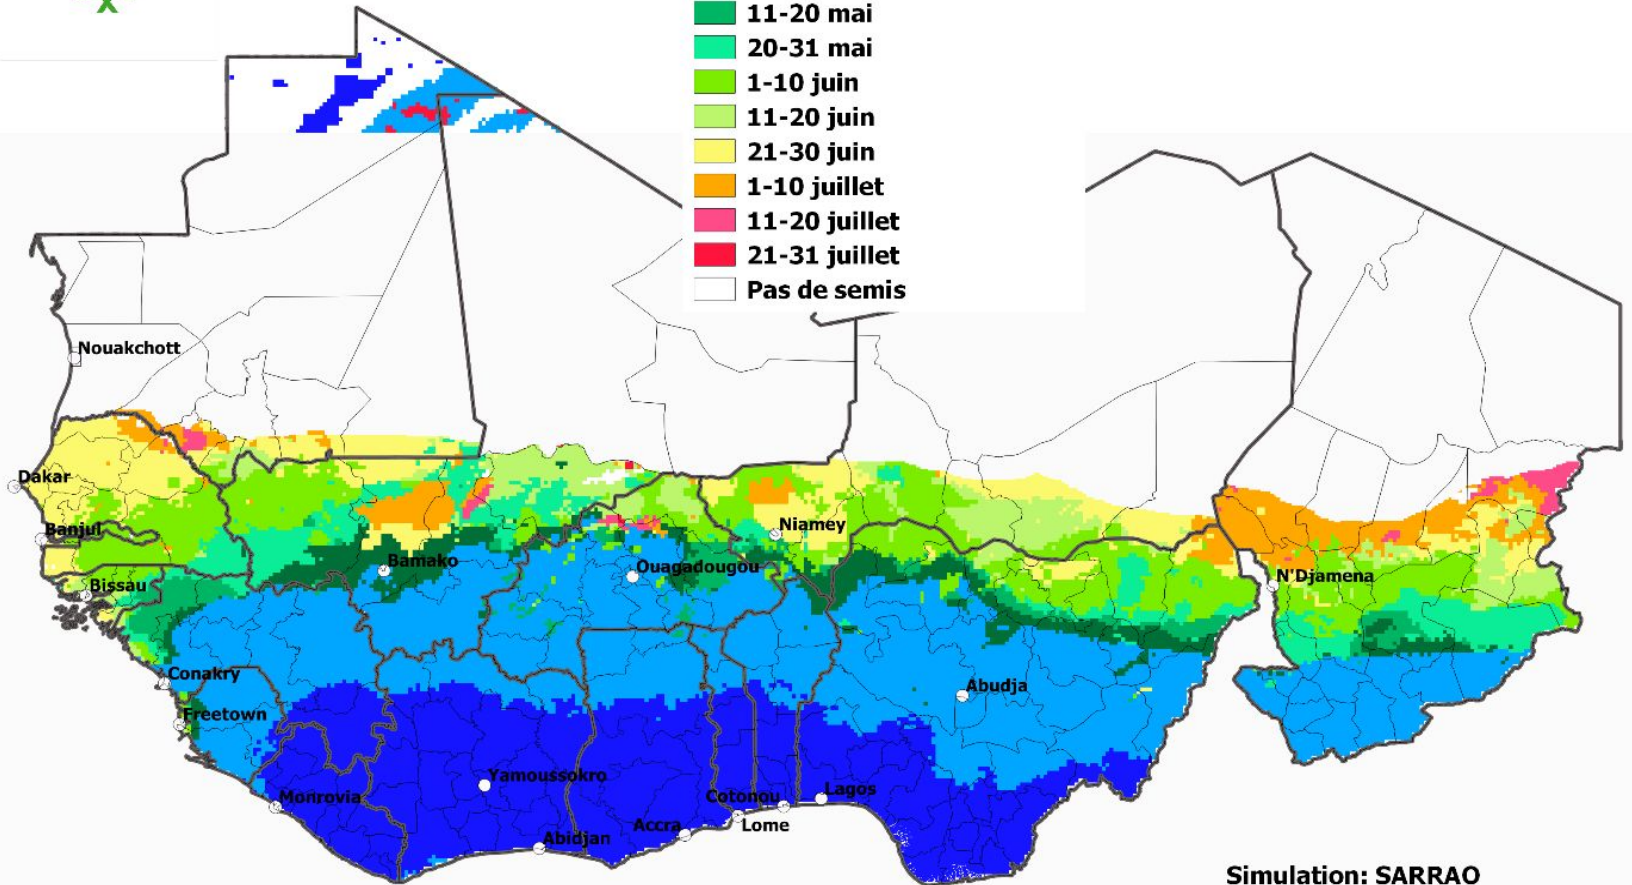 x
11-20 mai
20-31 mai
1-10 juin
11-20 juin
21-30 juin
1-10 juillet
11-20 juillet
21-31 juillet
Pas de semis
Nouakchott
Dakar
Banjul
Niamey
Bamako
Ouagadougou
N'Djamena
Bissau
Conakry
Abudja
Freetown
Yamoussokro
Monrovia
Cotonou
Lagos
Accra
Lome
Abidjan
Simulation: SARRAO